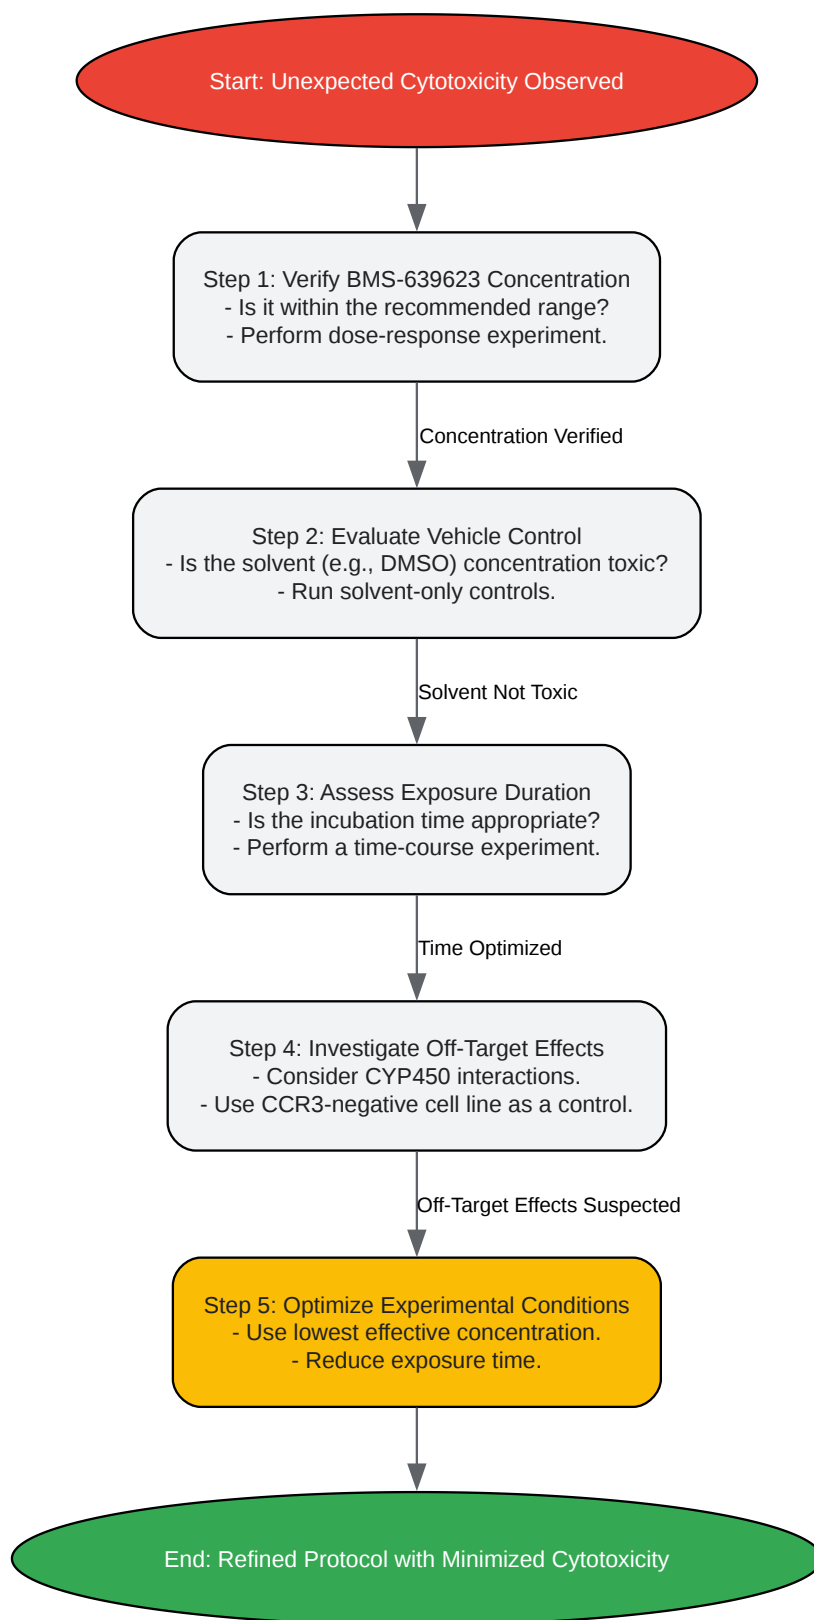 Start: Unexpected Cytotoxicity Observed
Step 1: Verify BMS-639623 Concentration
- Is it within the recommended range?
- Perform dose-response experiment.
Concentration Verified
Step 2: Evaluate Vehicle Control
- Is the solvent (e.g., DMSO) concentration toxic?
- Run solvent-only controls.
Solvent Not Toxic
Step 3: Assess Exposure Duration
- Is the incubation time appropriate?
- Perform a time-course experiment.
Time Optimized
Step 4: Investigate Off-Target Effects
- Consider CYP450 interactions.
- Use CCR3-negative cell line as a control.
Off-Target Effects Suspected
Step 5: Optimize Experimental Conditions
- Use lowest effective concentration.
- Reduce exposure time.
End: Refined Protocol with Minimized Cytotoxicity